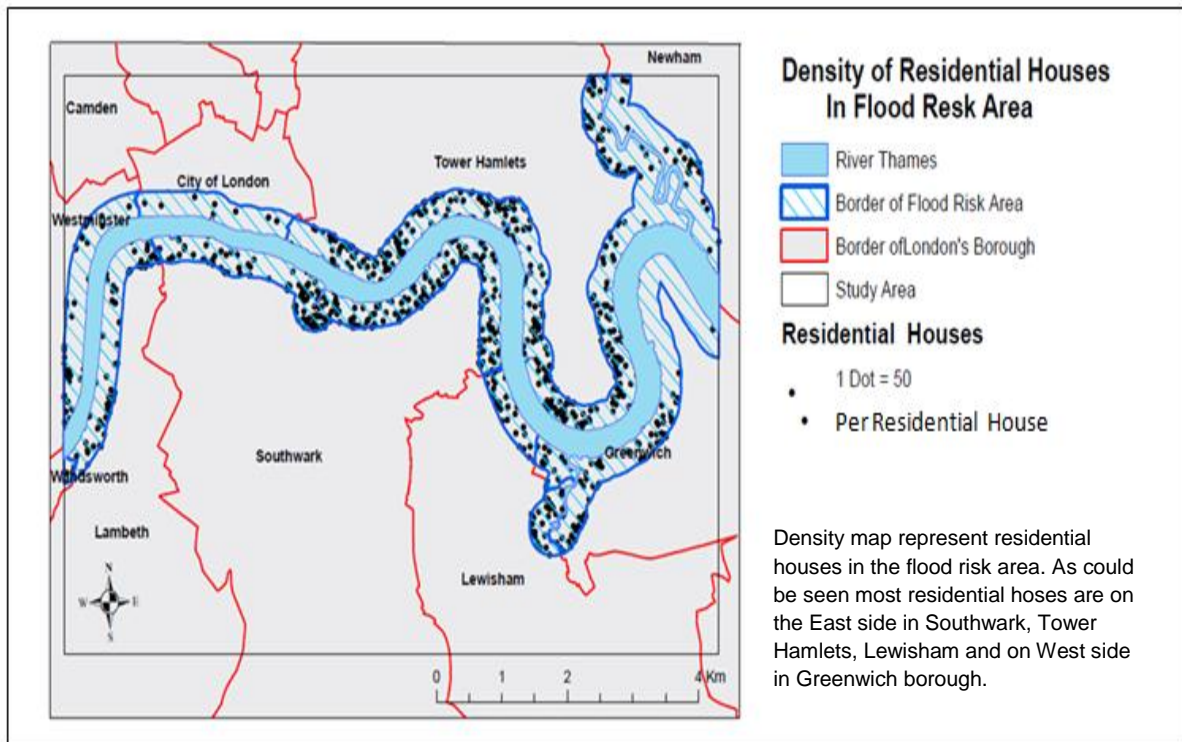 Newham
Camden
Tower Hamlets
City of London
Westminster
Southwark
Greenwich
Wandsworth
Lambeth
Lewisham
N
W E
S
0 1 2 4 Km
Density of Residential Houses
In Flood Resk Area
River Thames
Border of Flood Risk Area
Border ofLondon's Borough
Study Area
Residential Houses
1 Dot = 50
Per Residential House
Density map represent residential
houses in the flood risk area. As could
be seen most residential hoses are on
the East side in Southwark, Tower
Hamlets, Lewisham and on West side
in Greenwich borough.